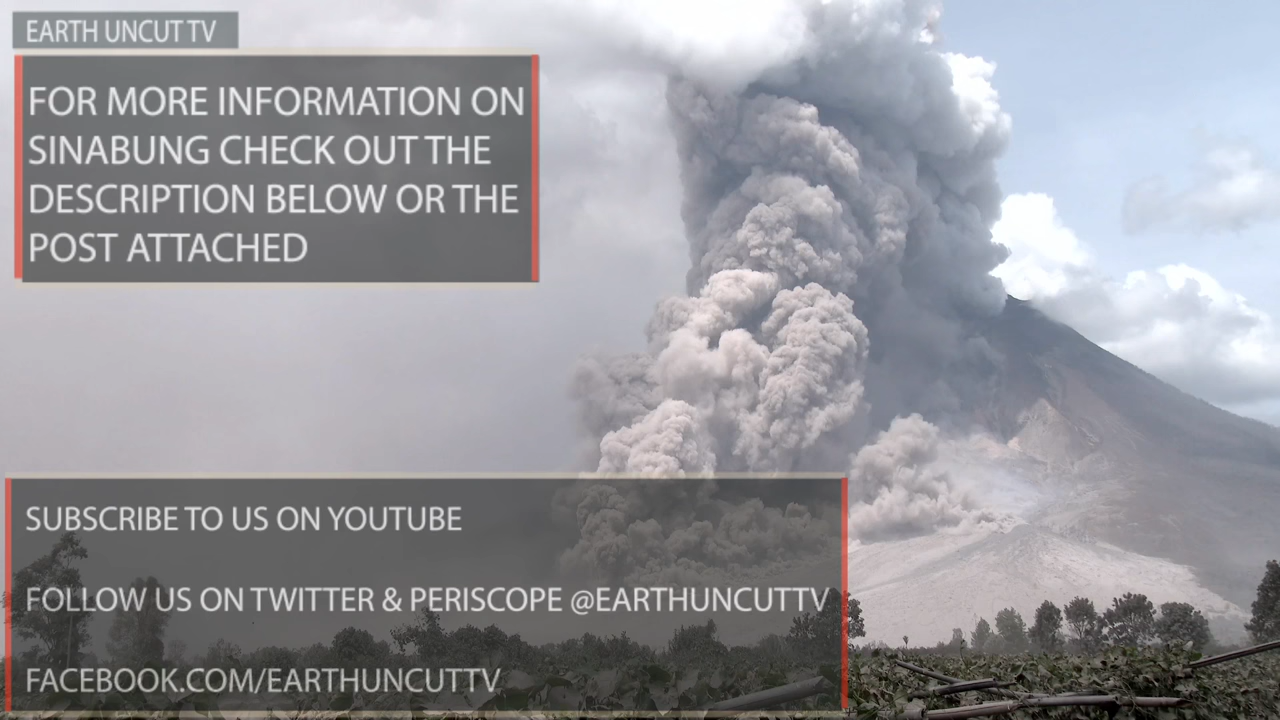 EARTH UNCUT TV
FOR MORE INFORMATION ON
SINABUNG CHECK OUT THE
DESCRIPTION BELOW OR THE
POST ATTACHED
SUBSCRIBE TO US ON YOUTUBE
FOLLOW US ON TWITTER & PERISCOPE @EARTHUNCUTTV
FACEBOOK.COM/EARTHUNCUTTV